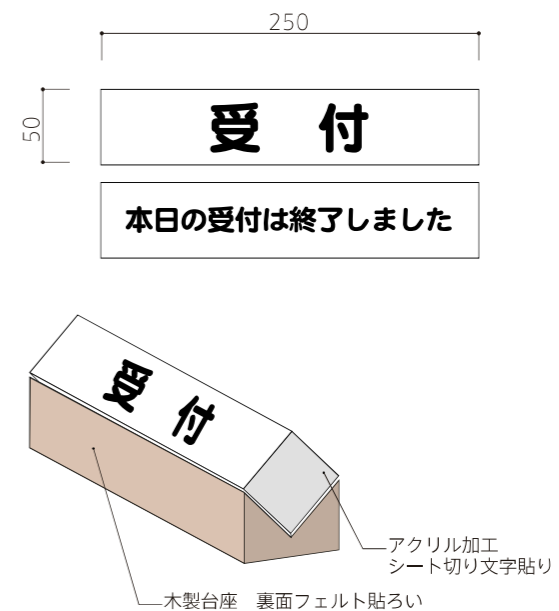 250
50
受　付
本日の受付は終了しました
受　付
アクリル加工
シート切り文字貼り
木製台座　裏面フェルト貼ろい